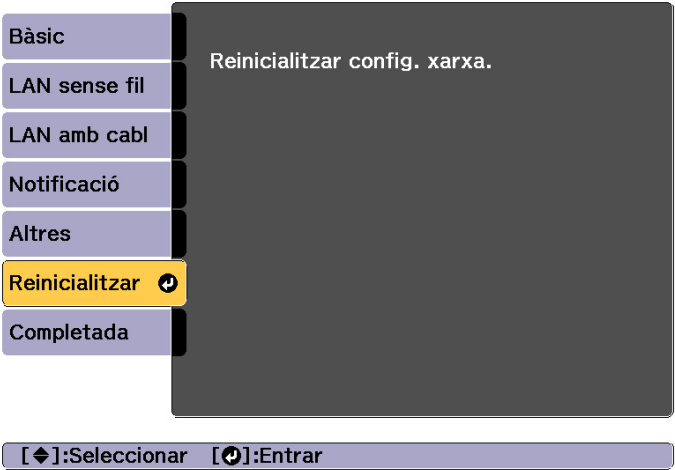 Bàsic
LAN sense fil
LAN amb cabl
Notificació
Altres
Reinicialitzar
Completada
Reinicialitzar config. xarxa.
[◆]:Seleccionar [↵]:Entrar